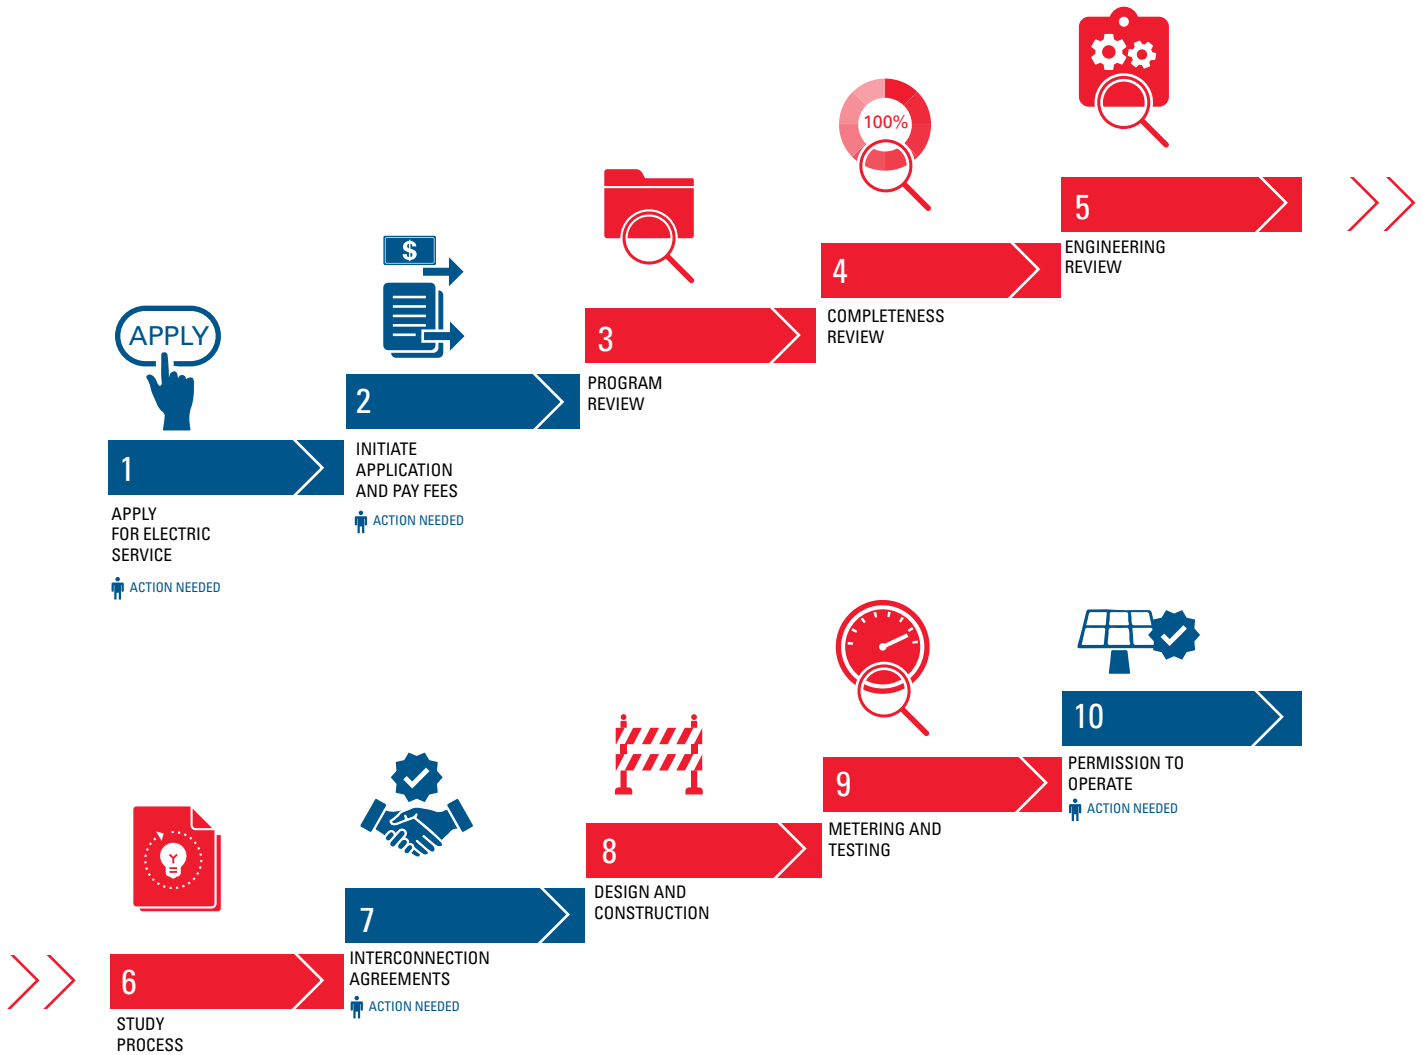 APPLY
1
APPLY
FOR ELECTRIC
SERVICE
ACTION NEEDED
$
2
INITIATE
APPLICATION
AND PAY FEES
ACTION NEEDED
3
PROGRAM
REVIEW
100%
4
COMPLETENESS
REVIEW
5
ENGINEERING
REVIEW
6
STUDY
PROCESS
7
INTERCONNECTION
AGREEMENTS
ACTION NEEDED
8
DESIGN AND
CONSTRUCTION
9
METERING AND
TESTING
10
PERMISSION TO
OPERATE
ACTION NEEDED